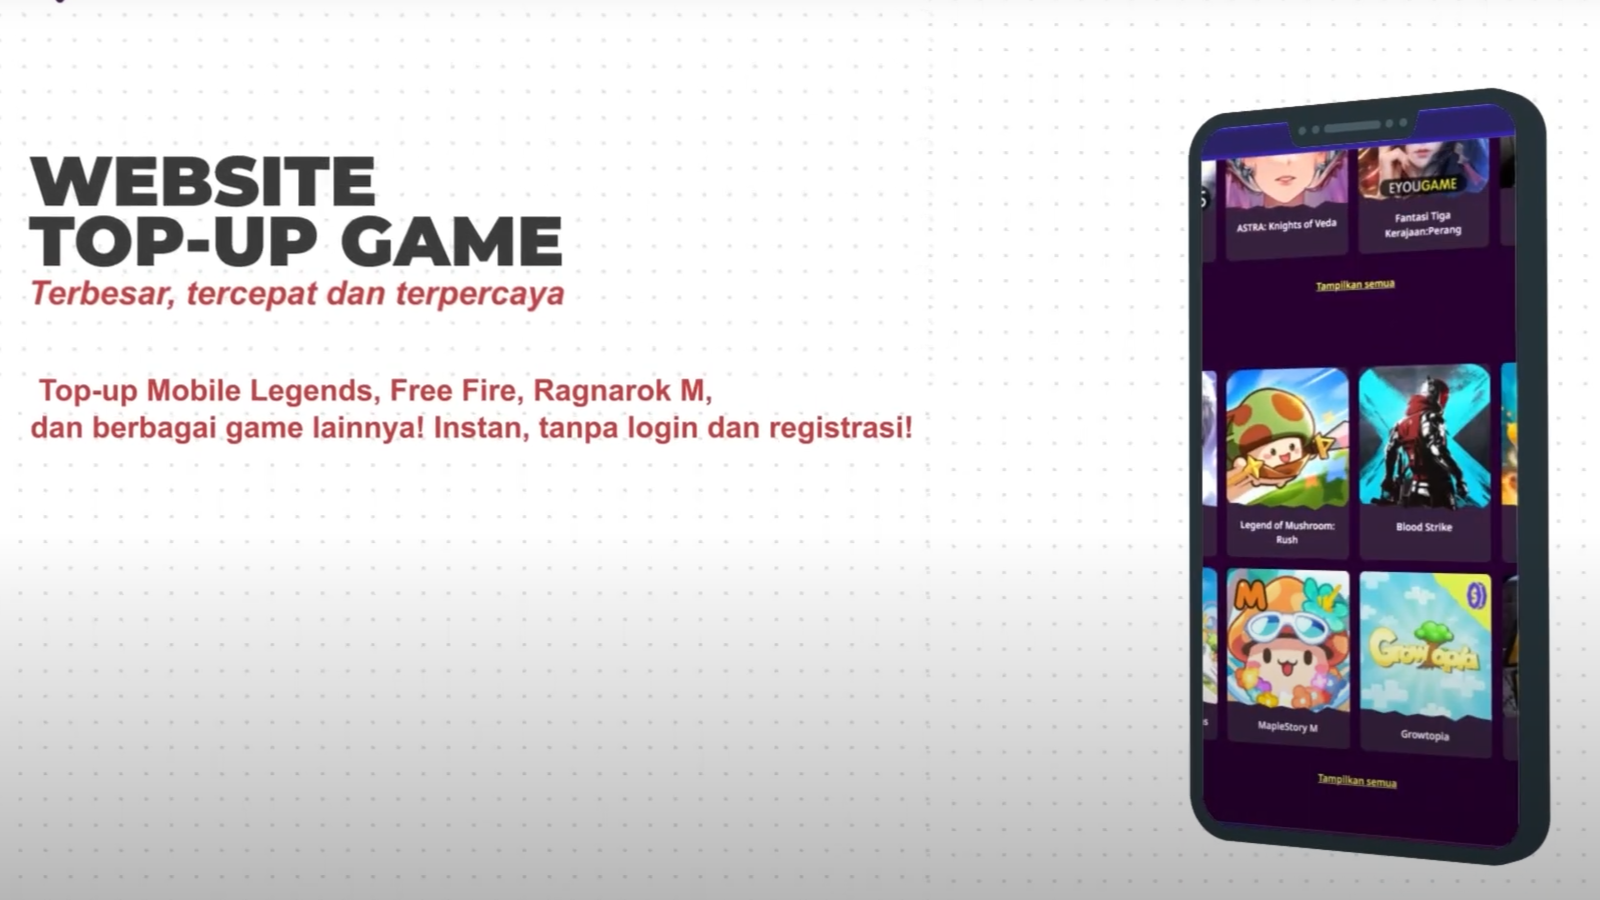 WEBSITE
TOP-UP GAME
Terbesar, tercepat dan terpercaya
Top-up Mobile Legends, Free Fire, Ragnarok M,
dan berbagai game lainnya! Instan, tanpa login dan registrasi!
EYOUGAME
ASTRA: Knights of Veda
Fantasi Tiga
Kerajaan:Perang
Tampilkan semua
Legend of Mushroom:
Rush
Blood Strike
M
Growtopia
MapleStory M
Growtopia
Tampilkan semua